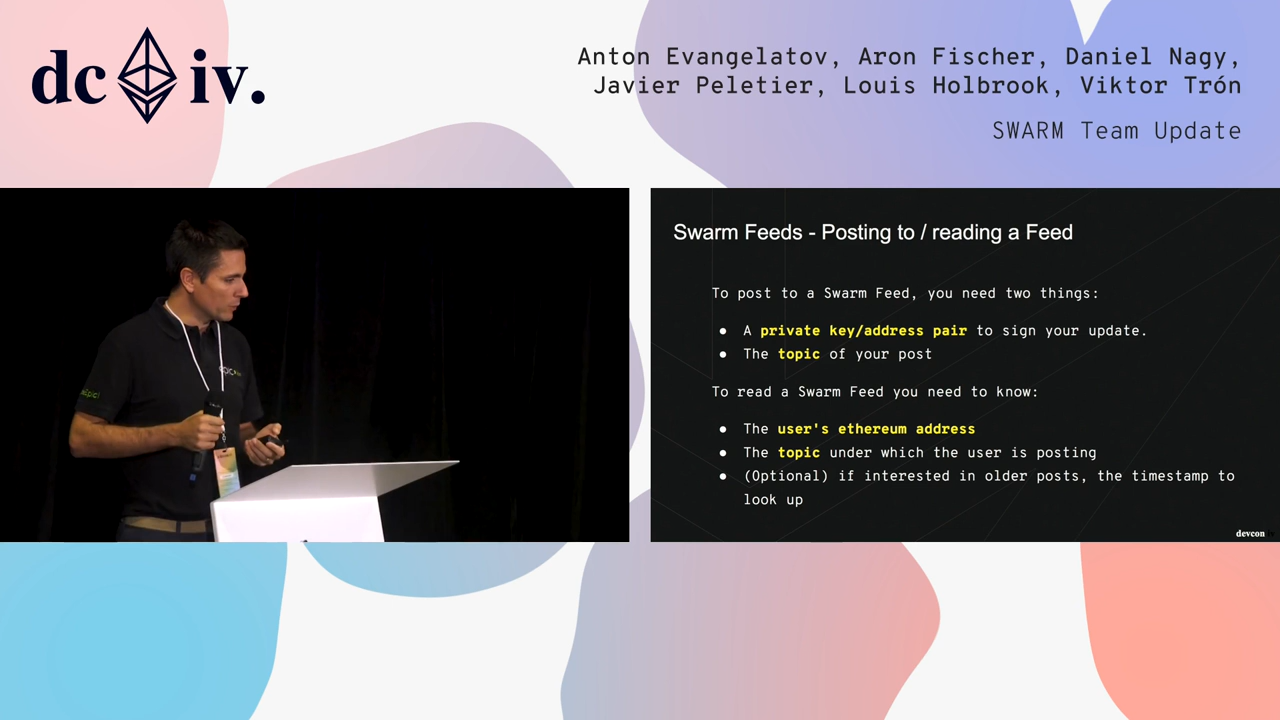 dc iv.
Anton Evangelatov, Aron Fischer, Daniel Nagy,
Javier Peletier, Louis Holbrook, Viktor Trón
SWARM Team Update
Swarm Feeds - Posting to / reading a Feed
To post to a Swarm Feed, you need two things:
● A private key/address pair to sign your update.
● The topic of your post
To read a Swarm Feed you need to know:
● The user's ethereum address
● The topic under which the user is posting
● (Optional) if interested in older posts, the timestamp to
look up
devcon